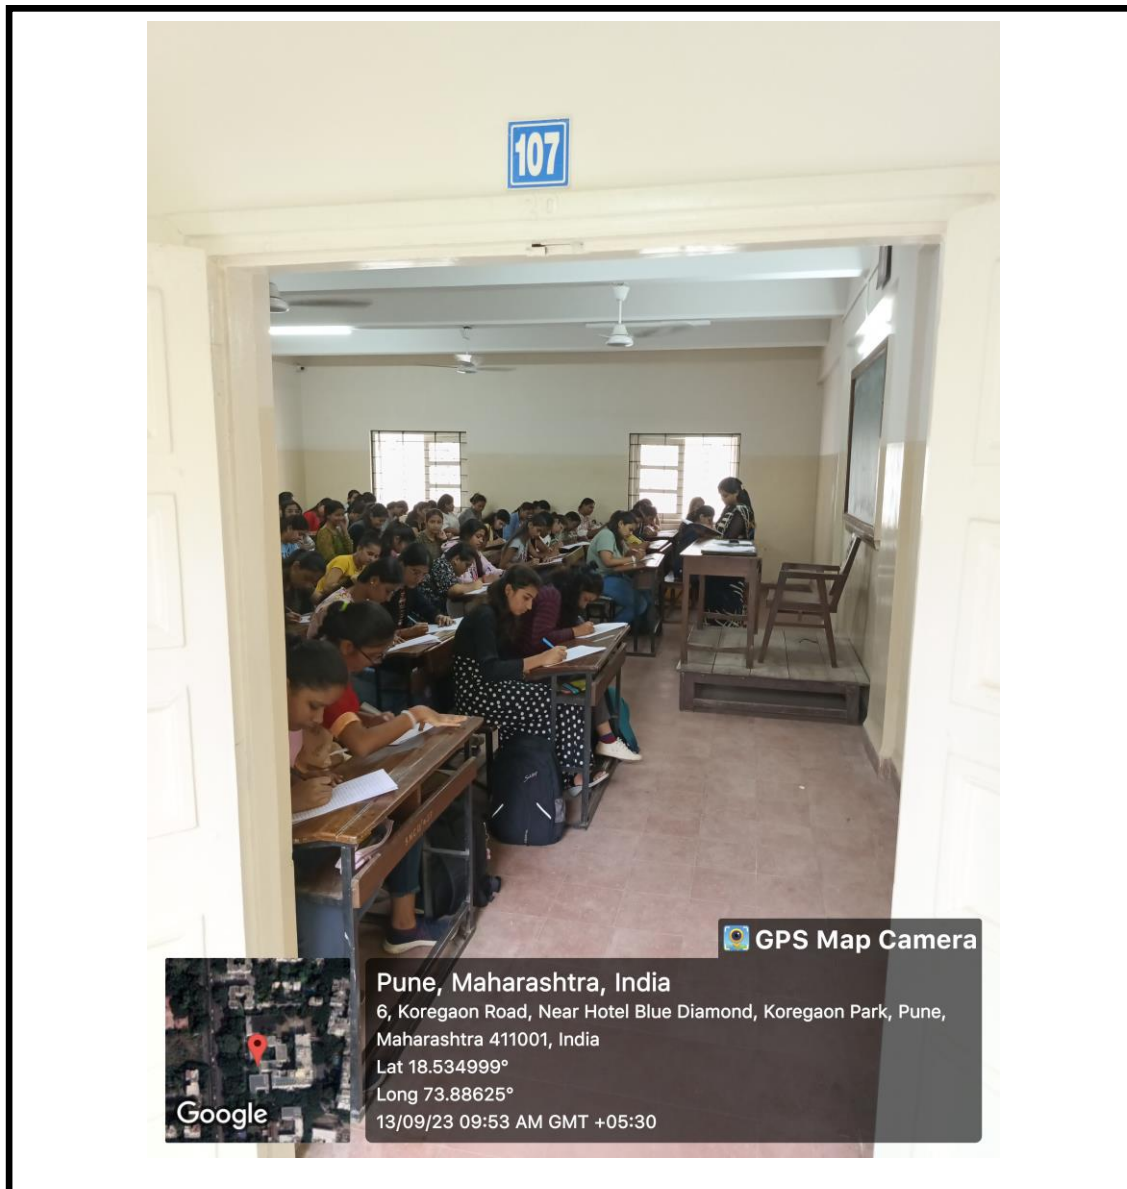 107
GPS Map Camera
Pune, Maharashtra, India
6, Koregaon Road, Near Hotel Blue Diamond, Koregaon Park, Pune,
Maharashtra 411001, India
Lat 18.534999°
Long 73.88625°
13/09/23 09:53 AM GMT +05:30
Google